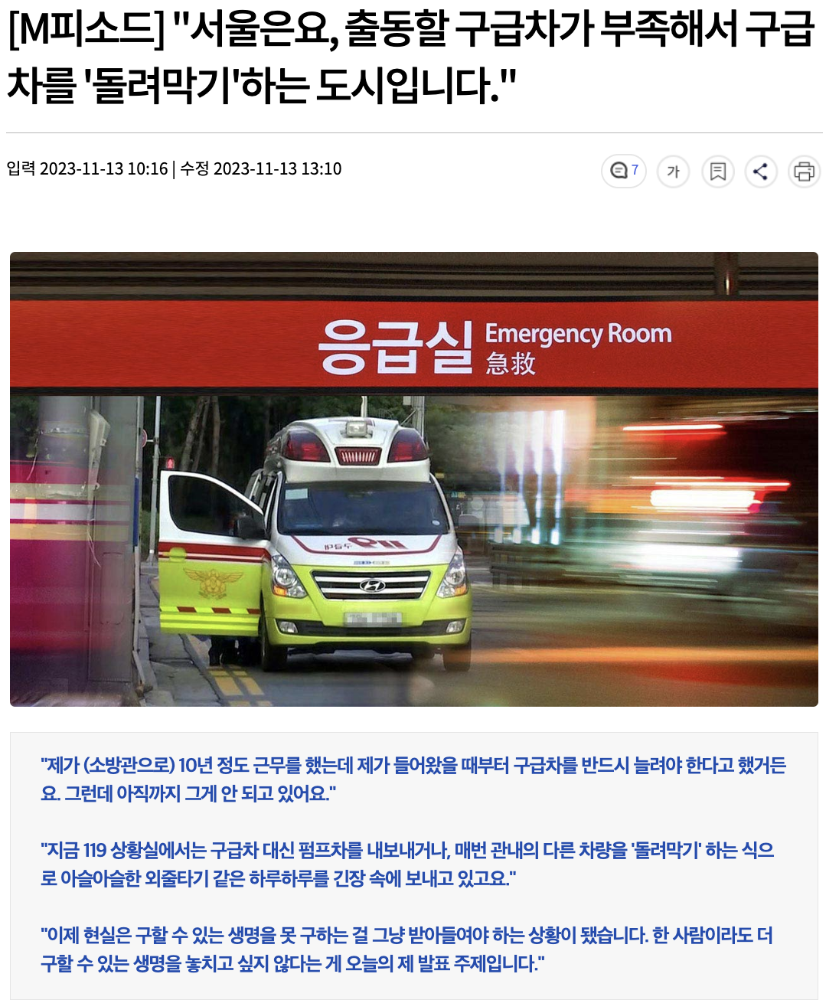 [M피소드] "서울은요, 출동할 구급차가 부족해서 구급
차를 '돌려막기'하는 도시입니다."
입력 2023-11-13 10:16 | 수정 2023-11-13 13:10
7
가
응급실 Emergency Room
急救
"제가 (소방관으로) 10년 정도 근무를 했는데 제가 들어왔을 때부터 구급차를 반드시 늘려야 한다고 했거든
요. 그런데 아직까지 그게 안 되고 있어요."
"지금 119 상황실에서는 구급차 대신 펌프차를 내보내거나, 매번 관내의 다른 차량을 '돌려막기' 하는 식으
로 아슬아슬한 외줄타기 같은 하루하루를 긴장 속에 보내고 있고요."
"이제 현실은 구할 수 있는 생명을 못 구하는 걸 그냥 받아들여야 하는 상황이 됐습니다. 한 사람이라도 더
구할 수 있는 생명을 놓치고 싶지 않다는 게 오늘의 제 발표 주제입니다."